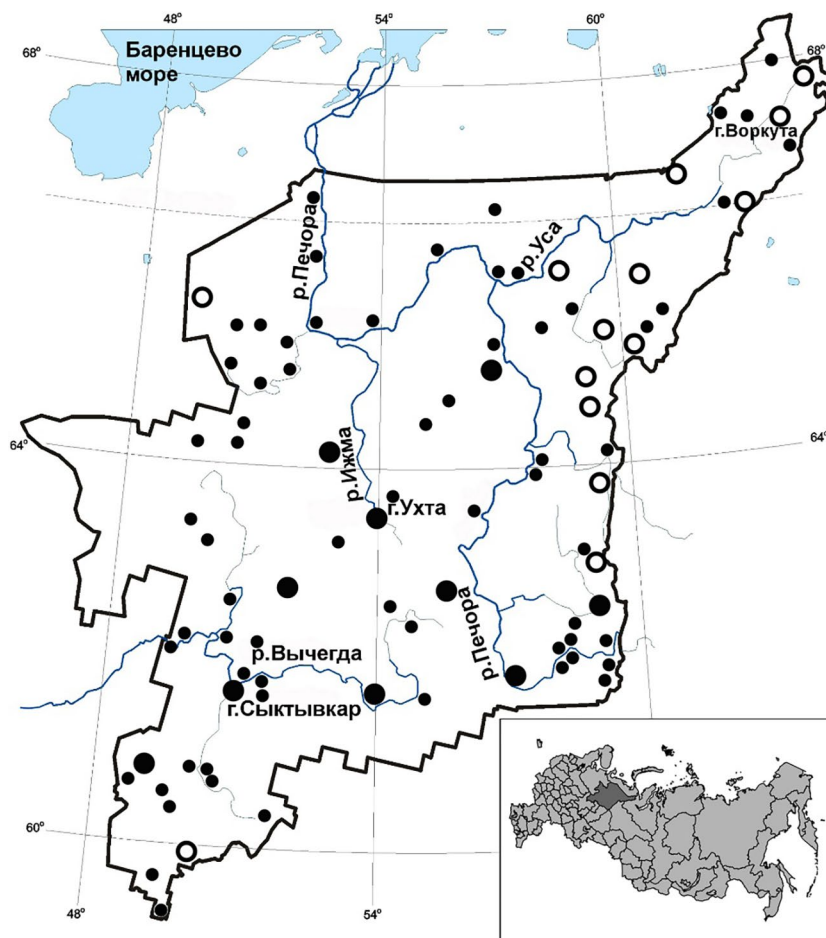 48°
54°
60°
68°
68°
Баренцево
море
г.Воркута
р.Печора
р.Уса
64°
64°
р.Ижма
г.Ухта
р.Печора
р.Вычегда
г.Сыктывкар
60°
48°
54°